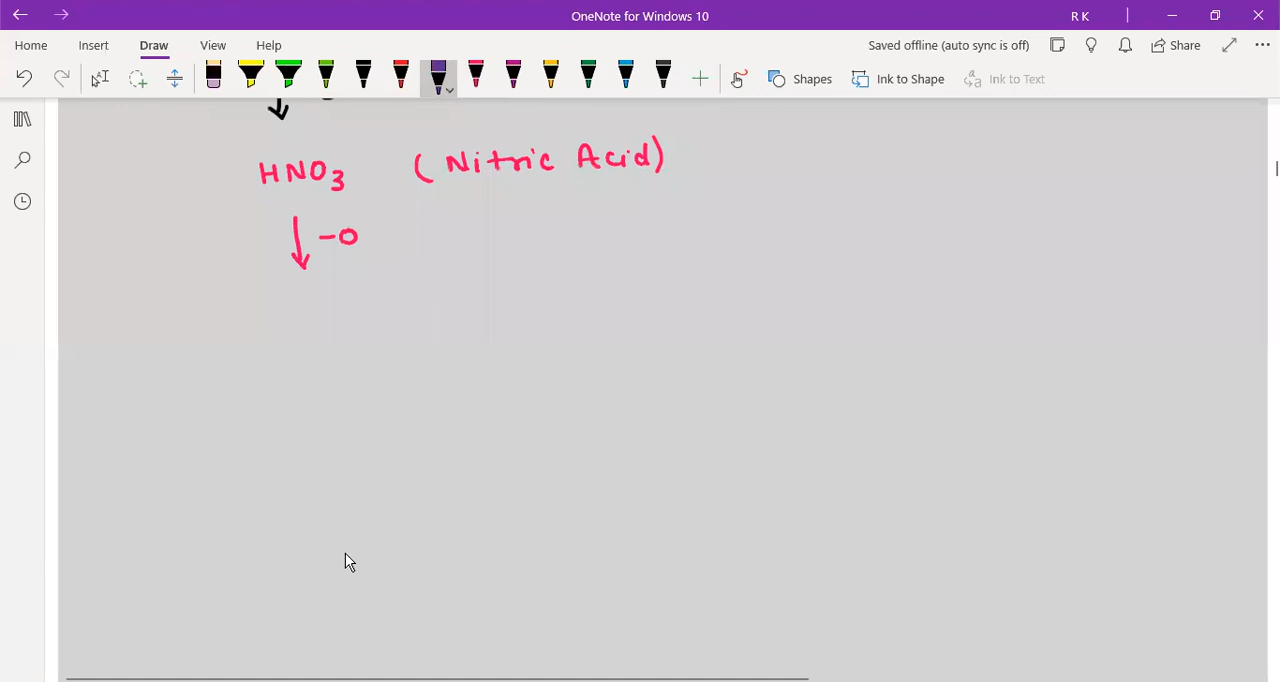 OneNote for Windows 10
R K
Home Insert Draw View Help
Saved offline (auto sync is off)
Share
Shapes
Ink to Shape
Ink to Text
HNO3 (Nitric Acid)
-O